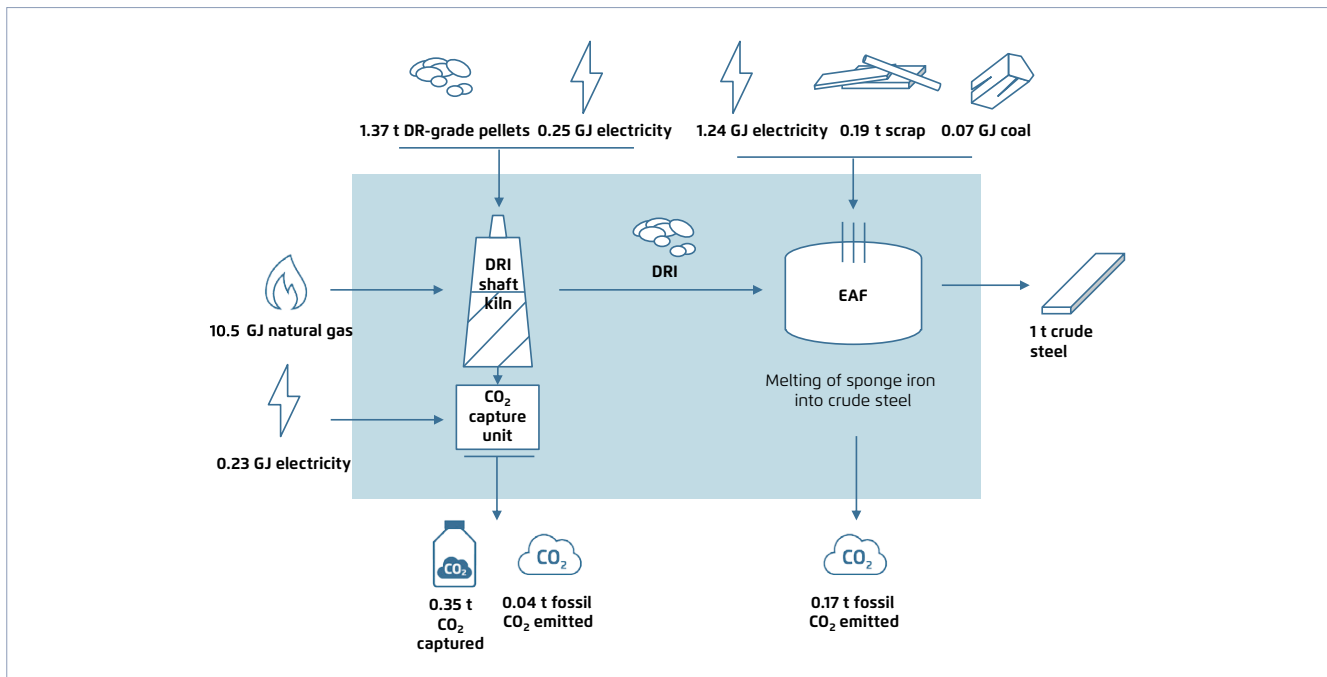 1.37 t DR-grade pellets
0.25 GJ electricity
1.24 GJ electricity
0.19 t scrap
0.07 GJ coal
DRI
shaft
kiln
DRI
EAF
10.5 GJ natural gas
1 t crude
steel
Melting of sponge iron
into crude steel
CO₂
capture
unit
0.23 GJ electricity
CO₂
CO₂
CO₂
0.35 t
CO₂
captured
0.04 t fossil
CO₂ emitted
0.17 t fossil
CO₂ emitted